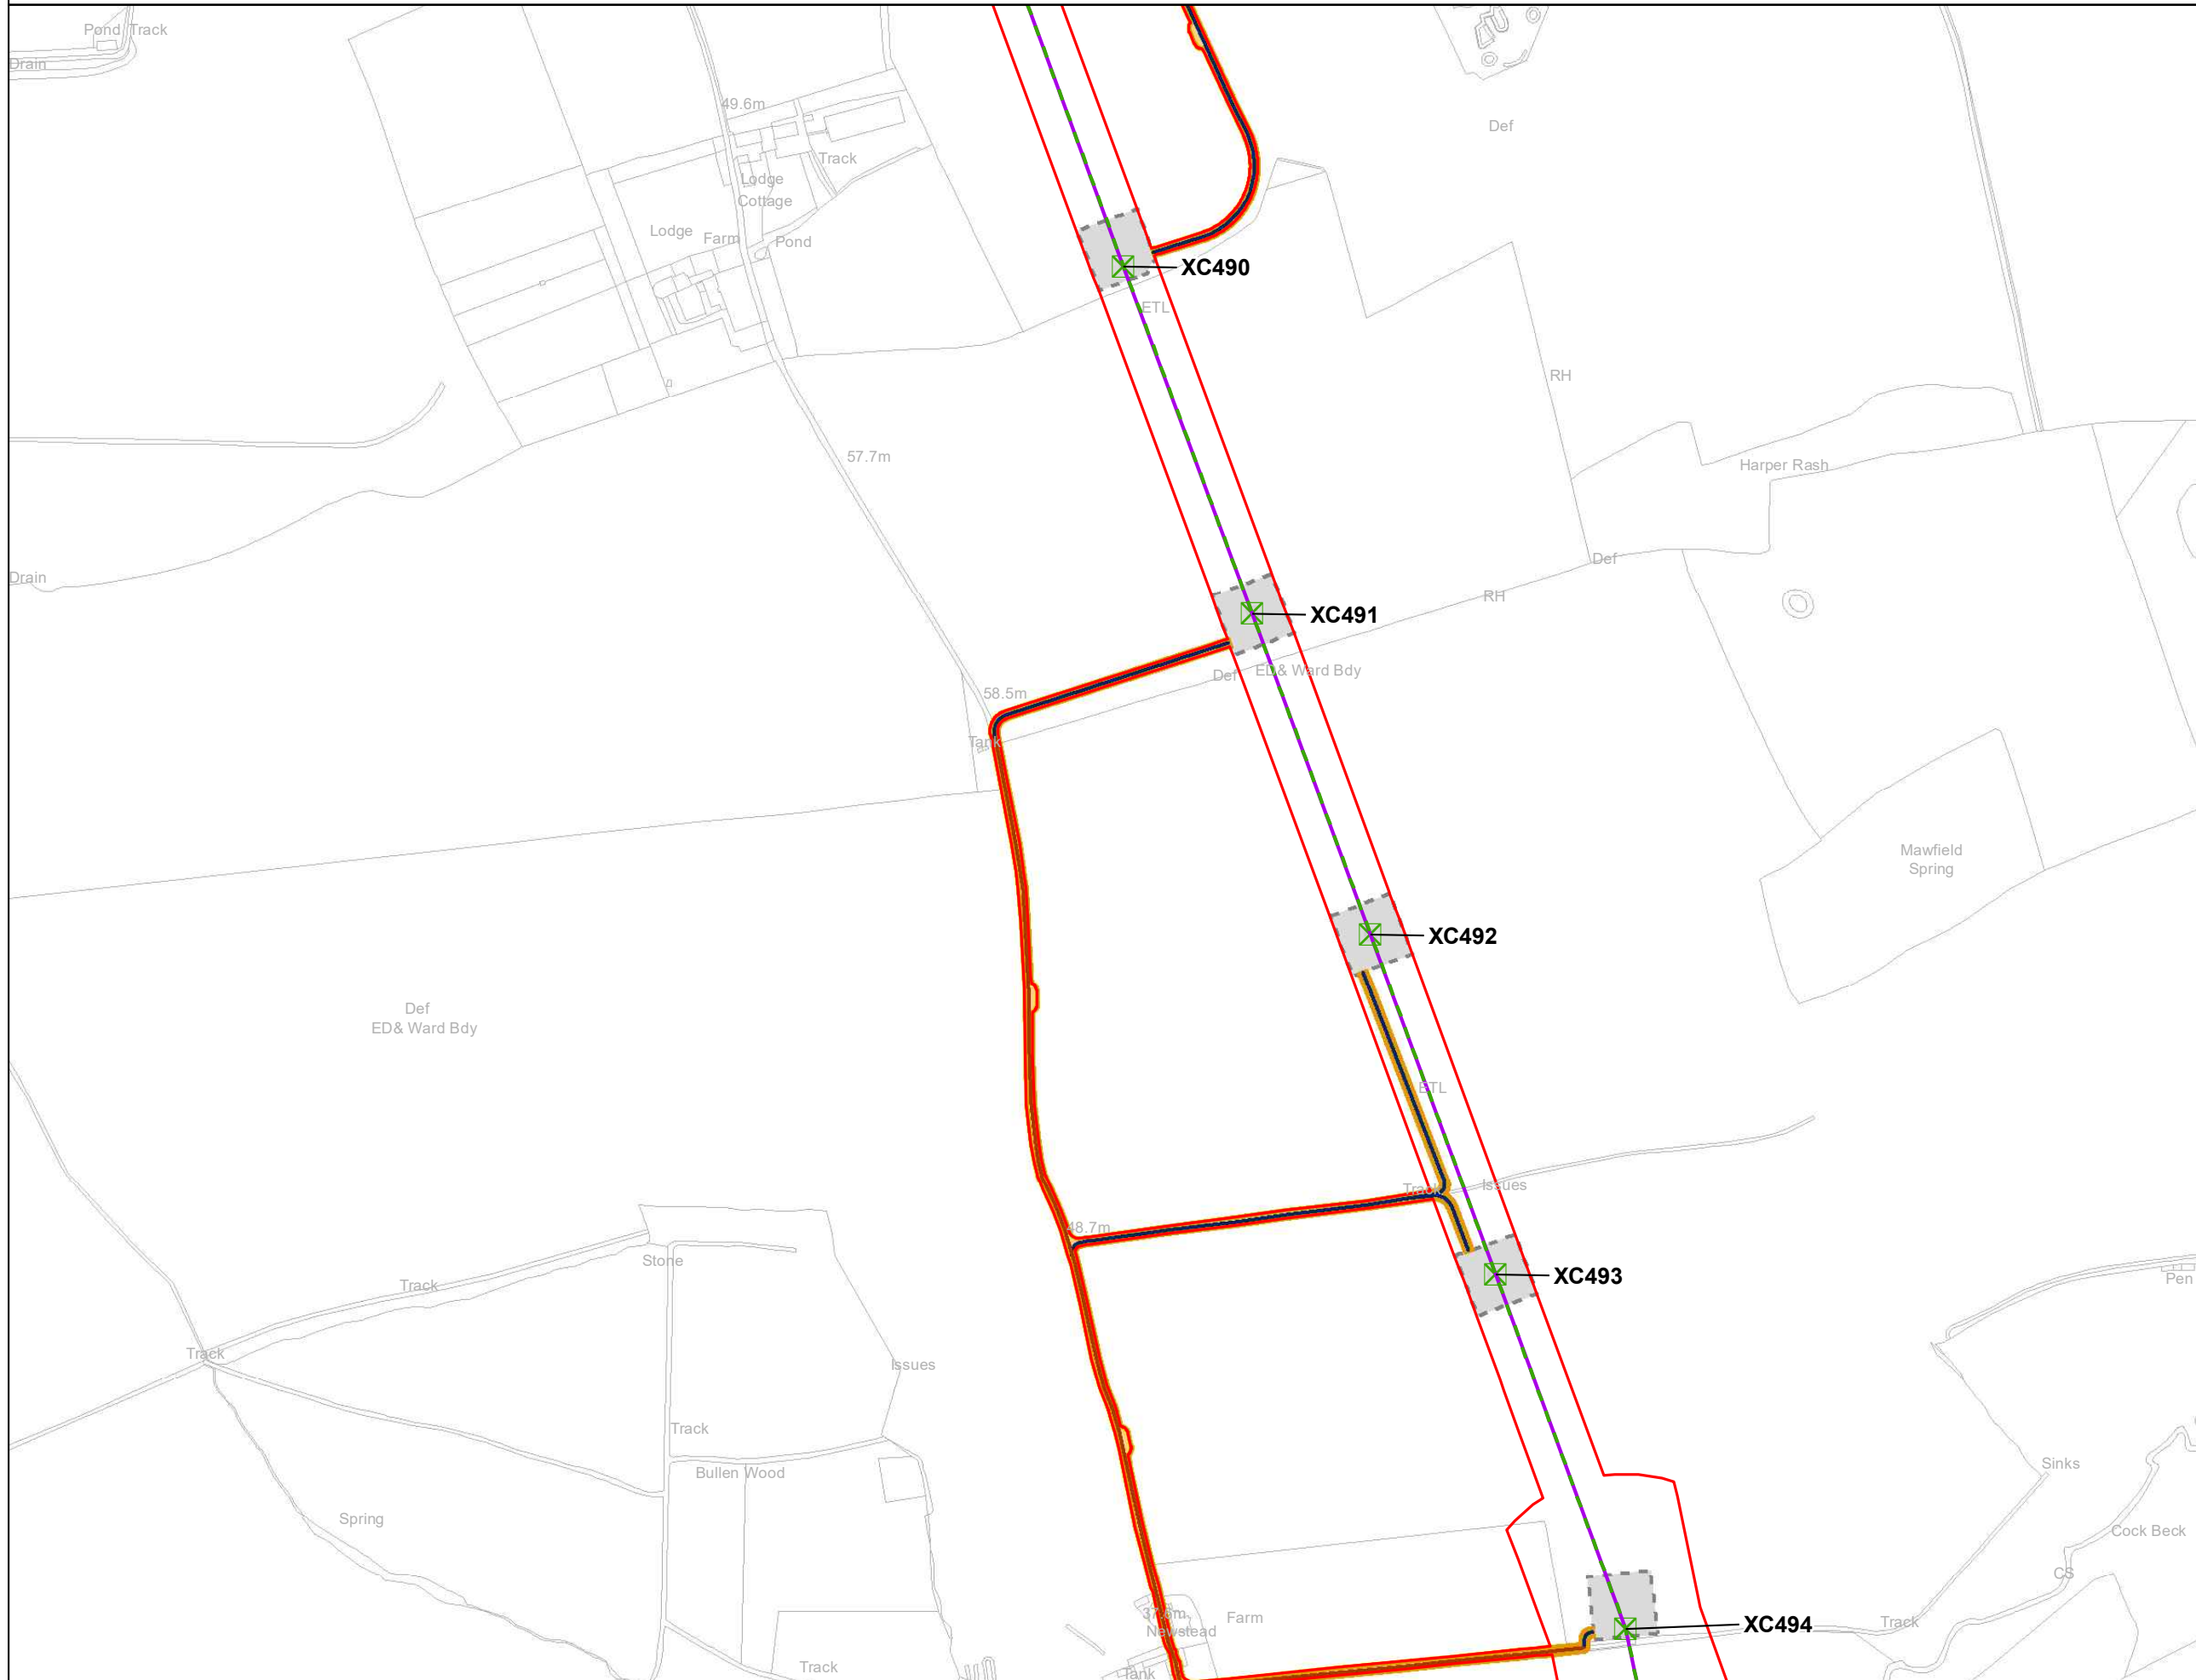 Pond Track
Drain
49.6m
Track
Lodge
Cottage
Lodge Farm
Pond
Def
XC490
ETL
RH
57.7m
Harper Rash
Def
Drain
RH
XC491
Def
ED& Ward Bdy
58.5m
Tank
Mawfield
Spring
XC492
Def
ED& Ward Bdy
ETL
Track
Issues
48.7m
Stone
Track
XC493
Pen
Track
Issues
Track
Bullen Wood
Sinks
Spring
Cock Beck
CS
Farm
Newstead
XC494
Track
Track
Tank